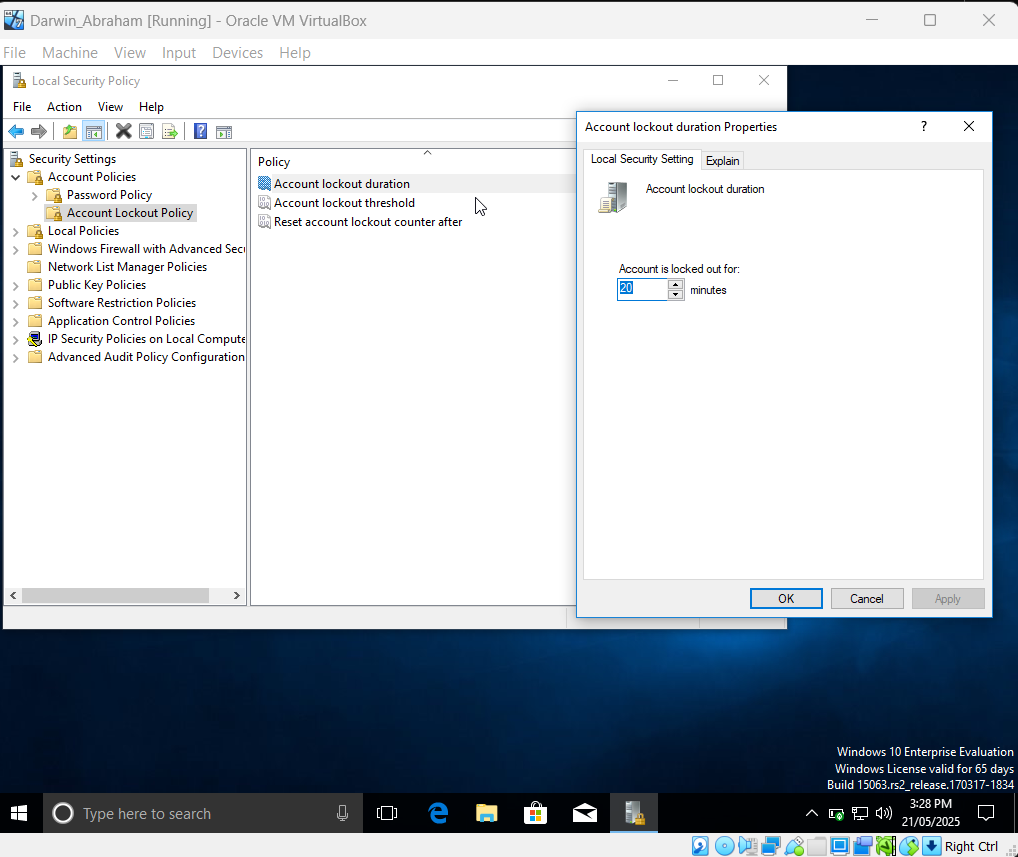 Darwin_Abraham [Running] - Oracle VM VirtualBox
File Machine View Input Devices Help
Local Security Policy
File Action View Help
Security Settings
Account Policies
Password Policy
Account Lockout Policy
Local Policies
Windows Firewall with Advanced Secu
Network List Manager Policies
Public Key Policies
Software Restriction Policies
Application Control Policies
IP Security Policies on Local Compute
Advanced Audit Policy Configuration
Policy
Account lockout duration
Account lockout threshold
Reset account lockout counter after
Account lockout duration Properties
Local Security Setting Explain
Account lockout duration
Account is locked out for:
20 minutes
OK Cancel Apply
Windows 10 Enterprise Evaluation
Windows License valid for 65 days
Build 15063.rs2_release.170317-1834
Type here to search
3:28 PM
21/05/2025
Right Ctrl